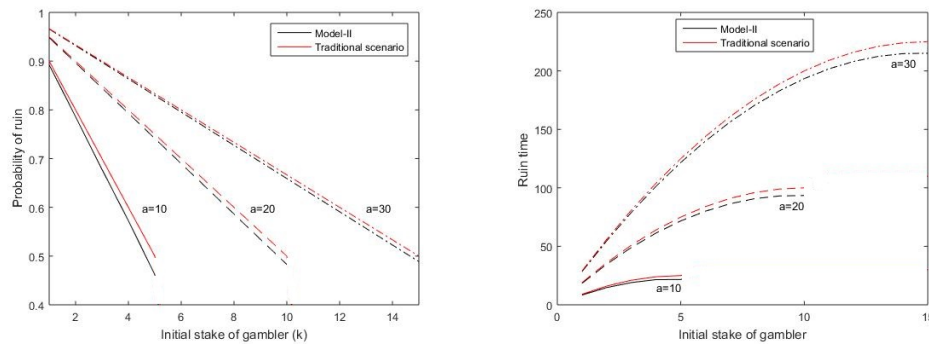 1
0.9
0.8
0.7
0.6
0.5
0.4
Probability of ruin
Model-II
Traditional scenario
a=10
a=20
a=30
2 4 6 8 10 12 14
Initial stake of gambler (k)
250
200
150
100
50
0
Ruin time
Model-II
Traditional scenario
a=30
a=20
a=10
0 5 10 15
Initial stake of gambler